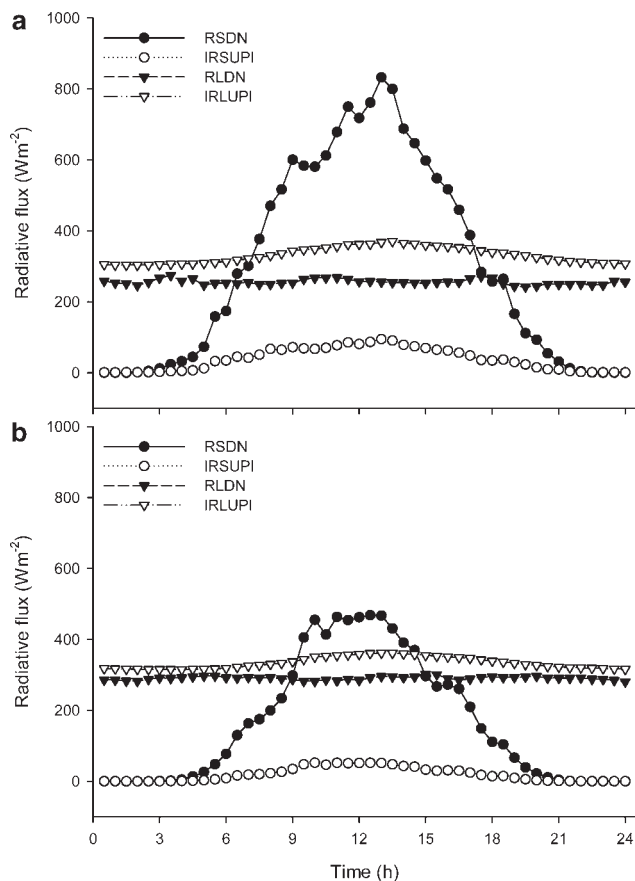 a
1000
800
600
400
200
0
Radiative flux (Wm-2)
RSDN
IRSUPI
RLDN
IRLUPI
b
1000
800
600
400
200
0
Radiative flux (Wm-2)
RSDN
IRSUPI
RLDN
IRLUPI
0 3 6 9 12 15 18 21 24
Time (h)